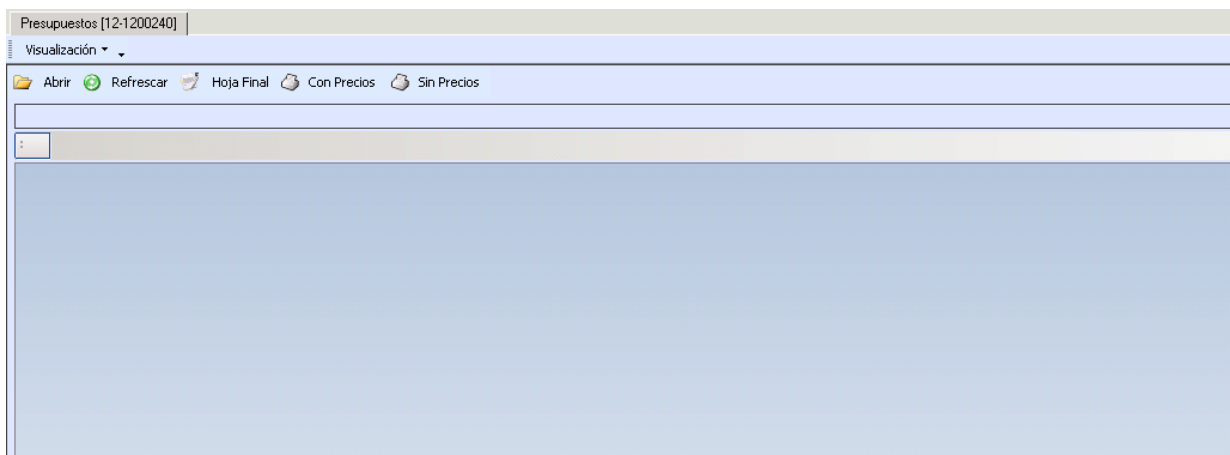 Presupuestos [12-1200240]
Visualización
Abrir Refrescar Hoja Final Con Precios Sin Precios
: